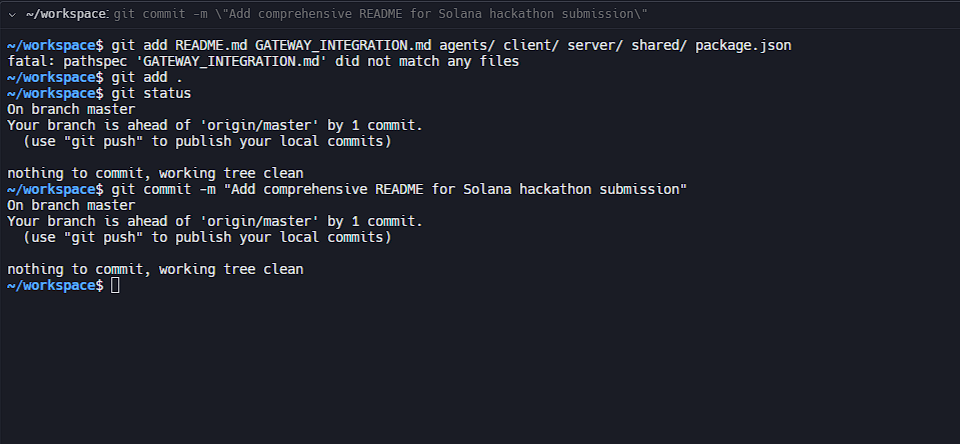 ~/workspace: git commit -m \"Add comprehensive README for Solana hackathon submission\"
~/workspace$ git add README.md GATEWAY_INTEGRATION.md agents/ client/ server/ shared/ package.json
fatal: pathspec 'GATEWAY_INTEGRATION.md' did not match any files
~/workspace$ git add .
~/workspace$ git status
On branch master
Your branch is ahead of 'origin/master' by 1 commit.
  (use "git push" to publish your local commits)
nothing to commit, working tree clean
~/workspace$ git commit -m "Add comprehensive README for Solana hackathon submission"
On branch master
Your branch is ahead of 'origin/master' by 1 commit.
  (use "git push" to publish your local commits)
nothing to commit, working tree clean
~/workspace$